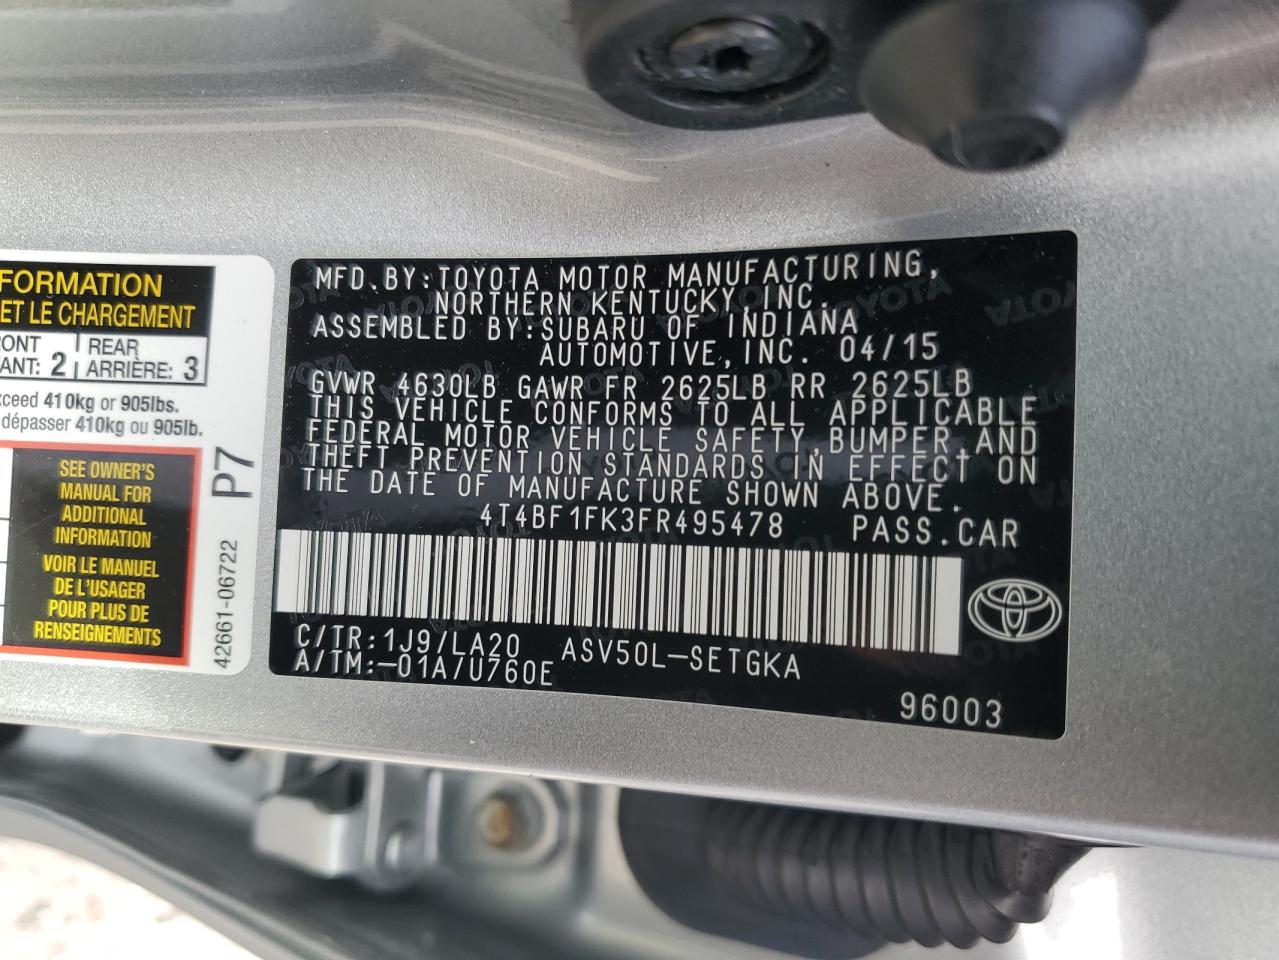 FORMATION
ET LE CHARGEMENT
RONT
REAR
ANT: 2
ARRIÈRE: 3
xceed 410kg or 905lbs.
dépasser 410kg ou 905lb.
SEE OWNER'S
MANUAL FOR
ADDITIONAL
INFORMATION
VOIR LE MANUEL
DE L'USAGER
POUR PLUS DE
RENSEIGNEMENTS
P7
42661-06722
MFD.BY:TOYOTA MOTOR MANUFACTURING,
NORTHERN KENTUCKY,INC.
ASSEMBLED BY:SUBARU OF INDIANA
AUTOMOTIVE,INC. 04/15
GVWR 4630LB GAWR FR 2625LB RR 2625LB
THIS VEHICLE CONFORMS TO ALL APPLICABLE
FEDERAL MOTOR VEHICLE SAFETY,BUMPER,AND
THEFT PREVENTION STANDARDS IN EFFECT ON
THE DATE OF MANUFACTURE SHOWN ABOVE.
4T4BF1FK3FR495478 PASS.CAR
C/TR:1J9/LA20 ASV50L-SETGKA
A/TM:-01A/U760E
96003